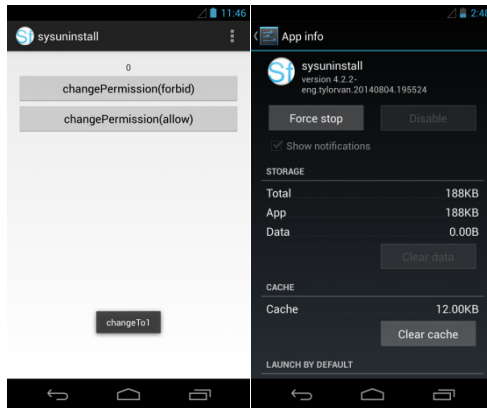 11:46
St sysuninstall
0
changePermission(forbid)
changePermission(allow)
changeTo1
2:48
App info
St sysuninstall
version 4.2.2-
eng.tylorvan.20140804.195524
Force stop Disable
Show notifications
STORAGE
Total 188KB
App 188KB
Data 0.00B
Clear data
CACHE
Cache 12.00KB
Clear cache
LAUNCH BY DEFAULT